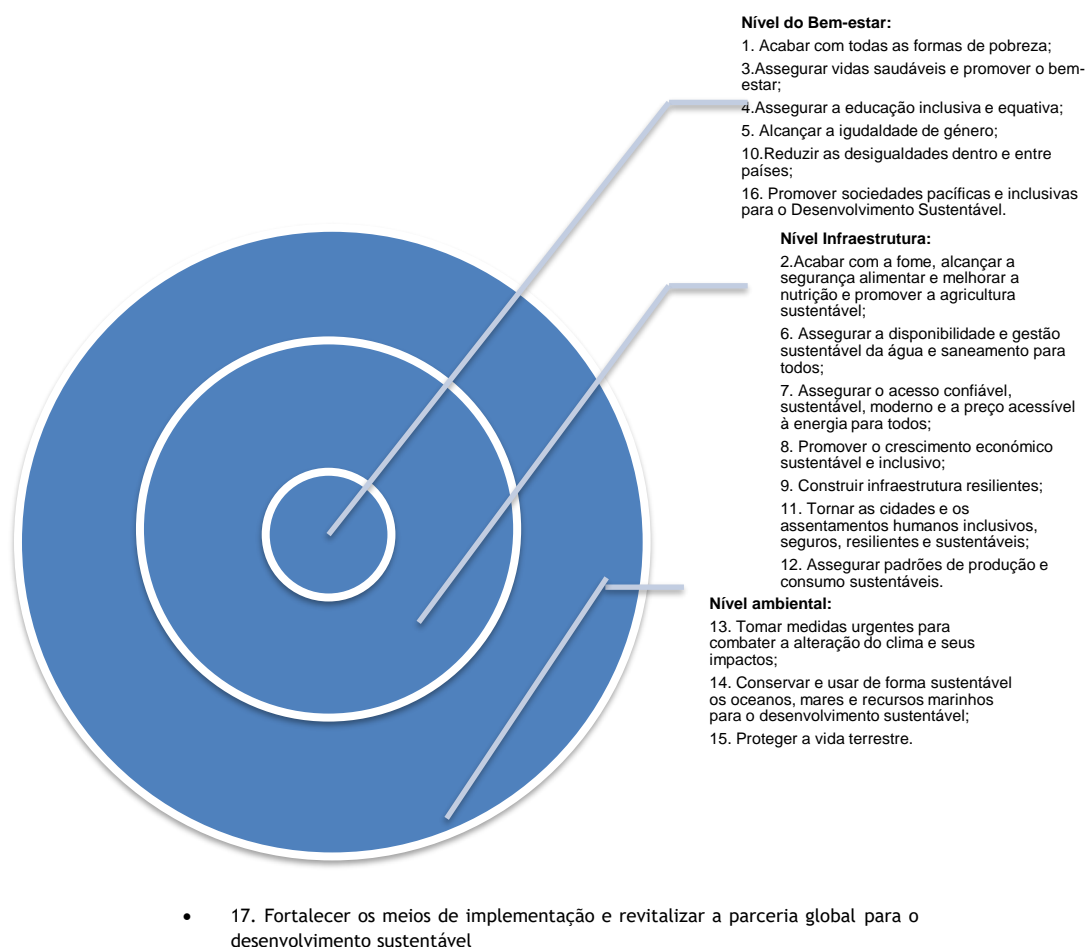 Nível do Bem-estar:
1. Acabar com todas as formas de pobreza;
3.Assegurar vidas saudáveis e promover o bem-
estar;
4.Assegurar a educação inclusiva e equativa;
5. Alcançar a igudaldade de género;
10.Reduzir as desigualdades dentro e entre
países;
16. Promover sociedades pacíficas e inclusivas
para o Desenvolvimento Sustentável.
Nível Infraestrutura:
2.Acabar com a fome, alcançar a
segurança alimentar e melhorar a
nutrição e promover a agricultura
sustentável;
6. Assegurar a disponibilidade e gestão
sustentável da água e saneamento para
todos;
7. Assegurar o acesso confiável,
sustentável, moderno e a preço acessível
à energia para todos;
8. Promover o crescimento económico
sustentável e inclusivo;
9. Construir infraestrutura resilientes;
11. Tornar as cidades e os
assentamentos humanos inclusivos,
seguros, resilientes e sustentáveis;
12. Assegurar padrões de produção e
consumo sustentáveis.
Nível ambiental:
13. Tomar medidas urgentes para
combater a alteração do clima e seus
impactos;
14. Conservar e usar de forma sustentável
os oceanos, mares e recursos marinhos
para o desenvolvimento sustentável;
15. Proteger a vida terrestre.
• 17. Fortalecer os meios de implementação e revitalizar a parceria global para o
desenvolvimento sustentável